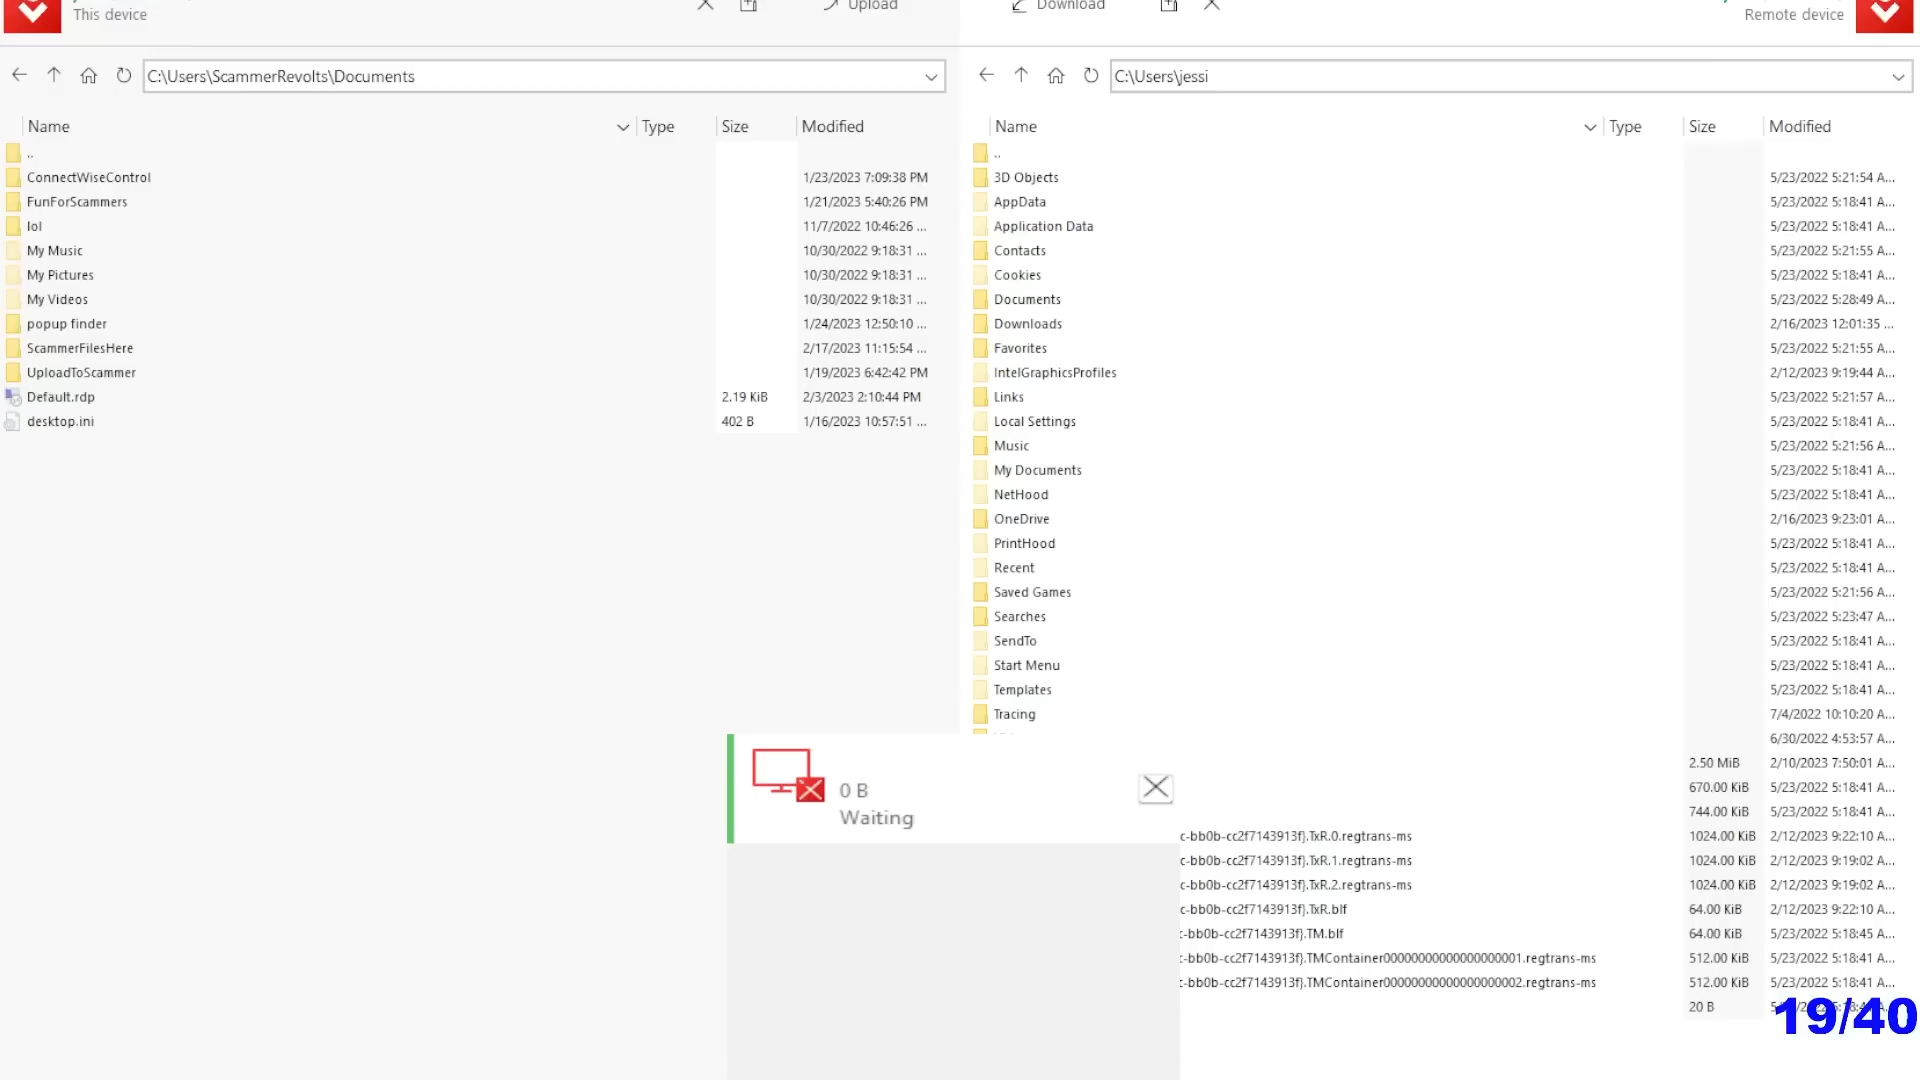 This device
Upload
Download
Remote device
C:\Users\ScammerRevolts\Documents
C:\Users\jessi
Name Type Size Modified
..
ConnectWiseControl 1/23/2023 7:09:38 PM
FunForScammers 1/21/2023 5:40:26 PM
lol 11/7/2022 10:46:26 ...
My Music 10/30/2022 9:18:31 ...
My Pictures 10/30/2022 9:18:31 ...
My Videos 10/30/2022 9:18:31 ...
popup finder 1/24/2023 12:50:10 ...
ScammerFilesHere 2/17/2023 11:15:54 ...
UploadToScammer 1/19/2023 6:42:42 PM
Default.rdp 2.19 KiB 2/3/2023 2:10:44 PM
desktop.ini 402 B 1/16/2023 10:57:51 ...
Name Type Size Modified
..
3D Objects 5/23/2022 5:21:54 A...
AppData 5/23/2022 5:18:41 A...
Application Data 5/23/2022 5:18:41 A...
Contacts 5/23/2022 5:21:55 A...
Cookies 5/23/2022 5:18:41 A...
Documents 5/23/2022 5:28:49 A...
Downloads 2/16/2023 12:01:35 ...
Favorites 5/23/2022 5:21:55 A...
IntelGraphicsProfiles 2/12/2023 9:19:44 A...
Links 5/23/2022 5:21:57 A...
Local Settings 5/23/2022 5:18:41 A...
Music 5/23/2022 5:21:56 A...
My Documents 5/23/2022 5:18:41 A...
NetHood 5/23/2022 5:18:41 A...
OneDrive 2/16/2023 9:23:01 A...
PrintHood 5/23/2022 5:18:41 A...
Recent 5/23/2022 5:18:41 A...
Saved Games 5/23/2022 5:21:56 A...
Searches 5/23/2022 5:23:47 A...
SendTo 5/23/2022 5:18:41 A...
Start Menu 5/23/2022 5:18:41 A...
Templates 5/23/2022 5:18:41 A...
Tracing 7/4/2022 10:10:20 A...
6/30/2022 4:53:57 A...
2.50 MiB 2/10/2023 7:50:01 A...
670.00 KiB 5/23/2022 5:18:41 A...
744.00 KiB 5/23/2022 5:18:41 A...
c-bb0b-cc2f7143913f}.TxR.0.regtrans-ms 1024.00 KiB 2/12/2023 9:22:10 A...
c-bb0b-cc2f7143913f}.TxR.1.regtrans-ms 1024.00 KiB 2/12/2023 9:19:02 A...
c-bb0b-cc2f7143913f}.TxR.2.regtrans-ms 1024.00 KiB 2/12/2023 9:19:02 A...
c-bb0b-cc2f7143913f}.TxR.blf 64.00 KiB 2/12/2023 9:22:10 A...
-bb0b-cc2f7143913f}.TM.blf 64.00 KiB 5/23/2022 5:18:45 A...
-bb0b-cc2f7143913f}.TMContainer00000000000000000001.regtrans-ms 512.00 KiB 5/23/2022 5:18:41 A...
-bb0b-cc2f7143913f}.TMContainer00000000000000000002.regtrans-ms 512.00 KiB 5/23/2022 5:18:41 A...
20 B
0 B
Waiting
19/40